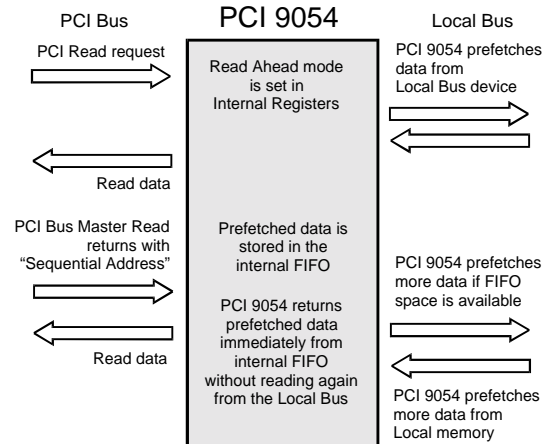 PCI Bus
PCI 9054
Local Bus
PCI Read request
Read Ahead mode
is set in
Internal Registers
PCI 9054 prefetches
data from
Local Bus device
Read data
PCI Bus Master Read
returns with
“Sequential Address”
Prefetched data is
stored in the
internal FIFO
PCI 9054 prefetches
more data if FIFO
space is available
PCI 9054 returns
prefetched data
immediately from
internal FIFO
without reading again
from the Local Bus
Read data
PCI 9054 prefetches
more data from
Local memory